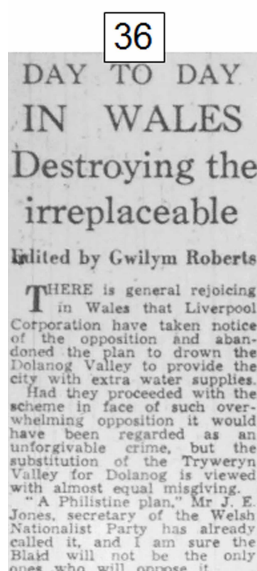 36
DAY TO DAY
IN WALES
Destroying the
irreplaceable
Edited by Gwilym Roberts
THERE is general rejoicing
in Wales that Liverpool
Corporation have taken notice
of the opposition and aban-
doned the plan to drown the
Dolanog Valley to provide the
city with extra water supplies.
Had they proceeded with the
scheme in face of such over-
whelming opposition it would
have been regarded as an
unforgivable crime, but the
substitution of the Tryweryn
Valley for Dolanog is viewed
with almost equal misgiving.
" A Philistine plan," Mr J. E.
Jones, secretary of the Welsh
Nationalist Party has already
called it, and I am sure the
Blaid will not be the only
ones who will oppose it